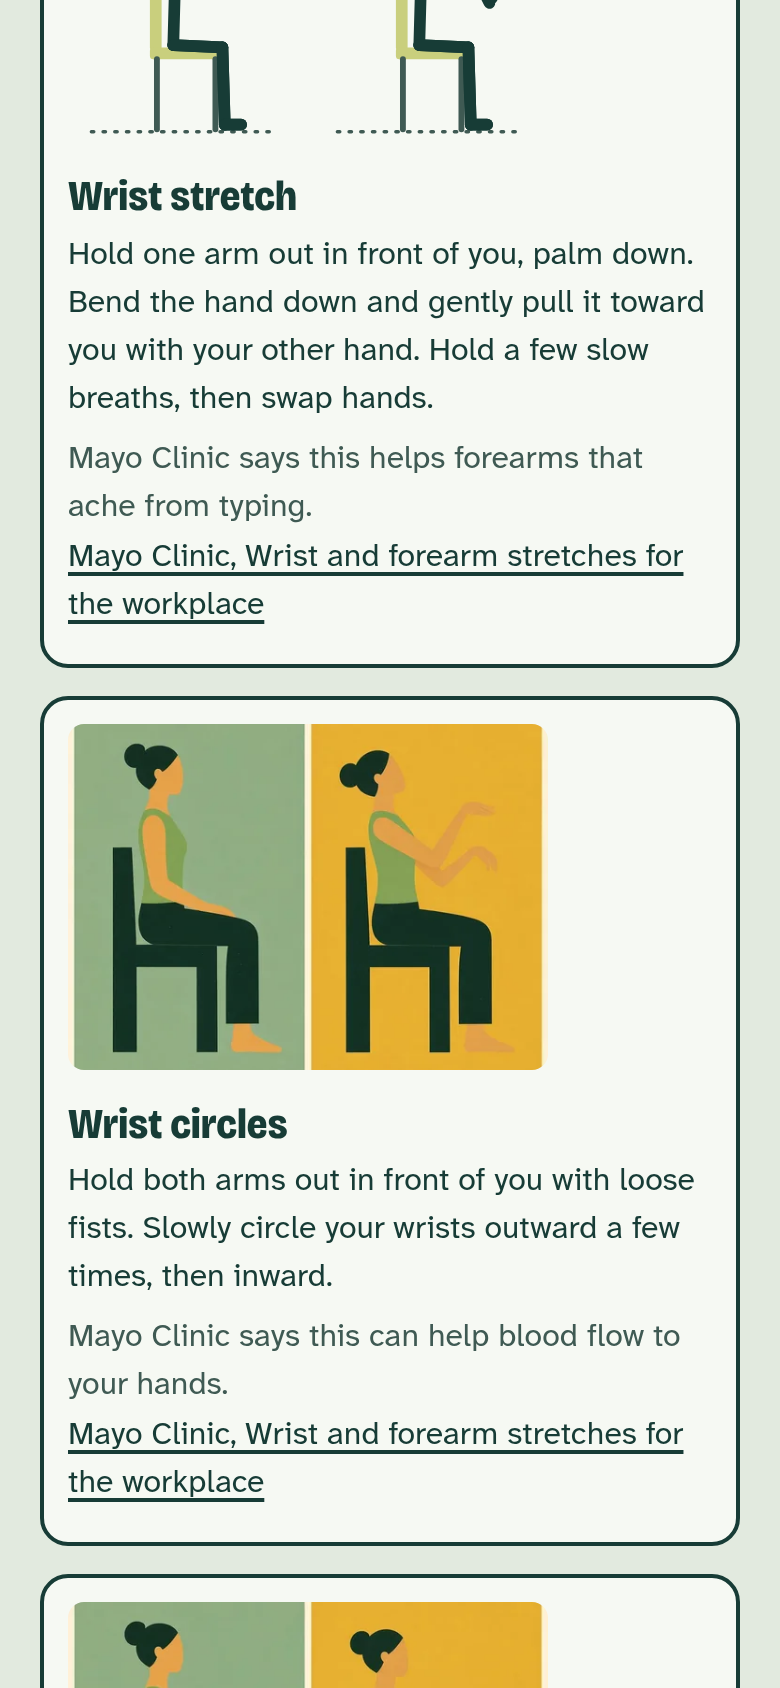 Wrist stretch
Hold one arm out in front of you, palm down.
Bend the hand down and gently pull it toward
you with your other hand. Hold a few slow
breaths, then swap hands.
Mayo Clinic says this helps forearms that
ache from typing.
Mayo Clinic, Wrist and forearm stretches for
the workplace
Wrist circles
Hold both arms out in front of you with loose
fists. Slowly circle your wrists outward a few
times, then inward.
Mayo Clinic says this can help blood flow to
your hands.
Mayo Clinic, Wrist and forearm stretches for
the workplace